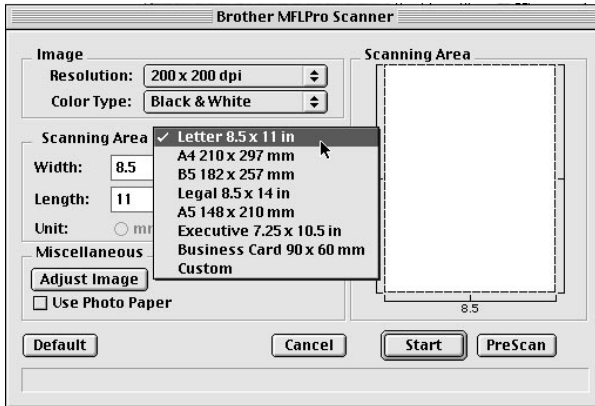 Brother MFLPro Scanner
Image
Resolution: 200 x 200 dpi
Color Type: Black & White
Scanning Area
Letter 8.5 x 11 in
A4 210 x 297 mm
B5 182 x 257 mm
Legal 8.5 x 14 in
A5 148 x 210 mm
Executive 7.25 x 10.5 in
Business Card 90 x 60 mm
Custom
Width: 8.5
Length: 11
Unit:
Miscellaneous
Adjust Image
Use Photo Paper
Scanning Area
8.5
Default
Cancel
Start
PreScan